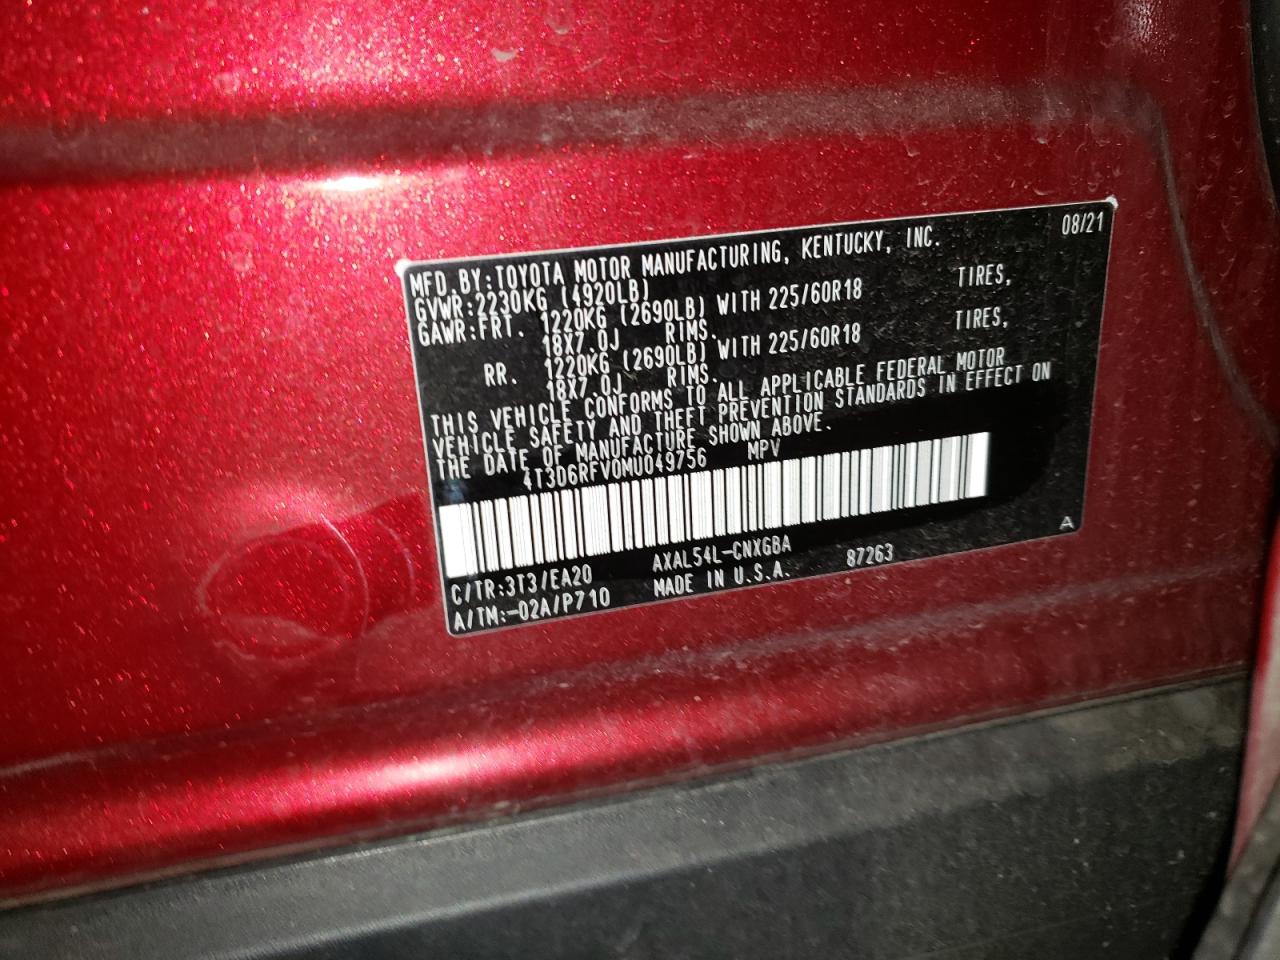 08/21
MFD. BY: TOYOTA MOTOR MANUFACTURING, KENTUCKY, INC.
GVWR: 2230KG (4920LB)
GAWR: FRT. 1220KG (2690LB) WITH 225/60R18 TIRES,
18X7.0J RIMS.
RR. 1220KG (2690LB) WITH 225/60R18 TIRES,
18X7.0J RIMS.
THIS VEHICLE CONFORMS TO ALL APPLICABLE FEDERAL MOTOR
VEHICLE SAFETY AND THEFT PREVENTION STANDARDS IN EFFECT ON
THE DATE OF MANUFACTURE SHOWN ABOVE.
4T3D6RFV0MU049756 MPV
A
C/TR: 3T3/EA20 AXAL54L-CNXGBA
A/TM: -02A/P710 MADE IN U.S.A. 87263